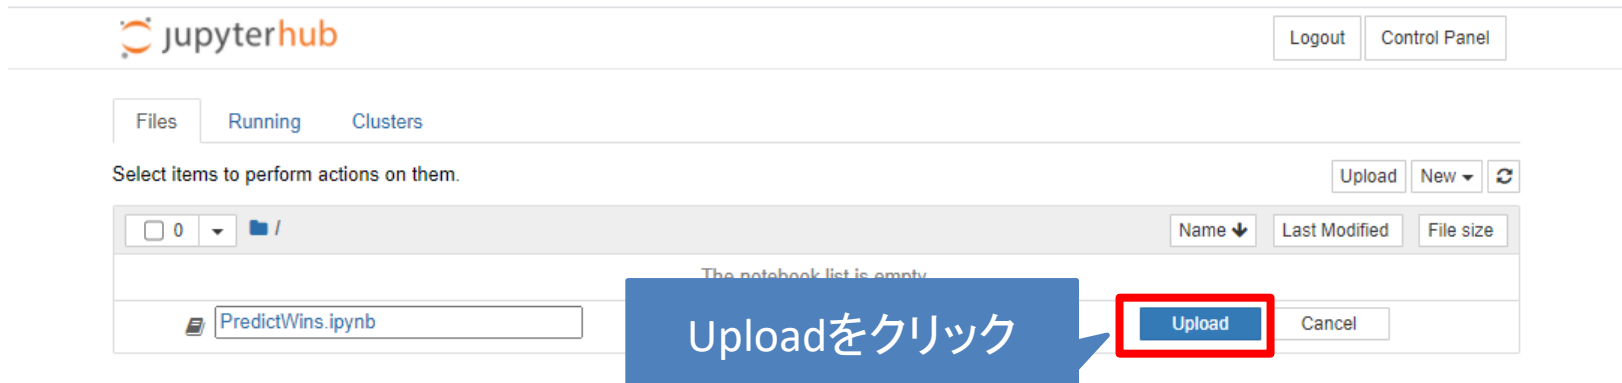 jupyterhub
Logout Control Panel
Files Running Clusters
Select items to perform actions on them.
Upload New
0 / Name Last Modified File size
The notebook list is empty
PredictWins.ipynb Upload Cancel
Uploadをクリック